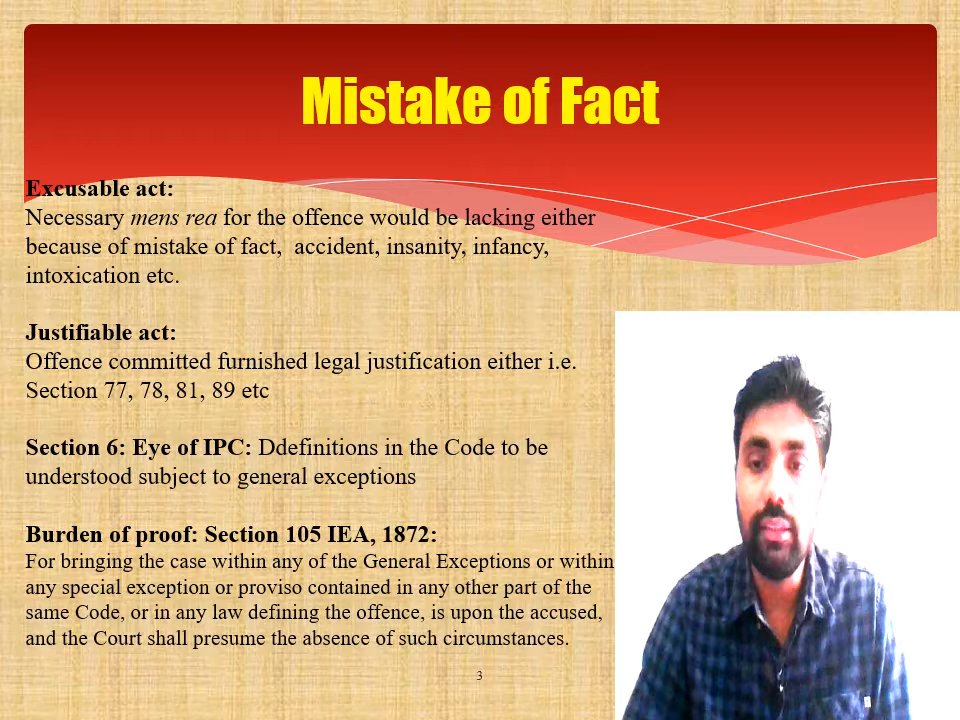 Mistake of Fact
Excusable act:
Necessary mens rea for the offence would be lacking either
because of mistake of fact,  accident, insanity, infancy,
intoxication etc.
Justifiable act:
Offence committed furnished legal justification either i.e.
Section 77, 78, 81, 89 etc
Section 6: Eye of IPC: Ddefinitions in the Code to be
understood subject to general exceptions
Burden of proof: Section 105 IEA, 1872:
For bringing the case within any of the General Exceptions or within
any special exception or proviso contained in any other part of the
same Code, or in any law defining the offence, is upon the accused,
and the Court shall presume the absence of such circumstances.
3